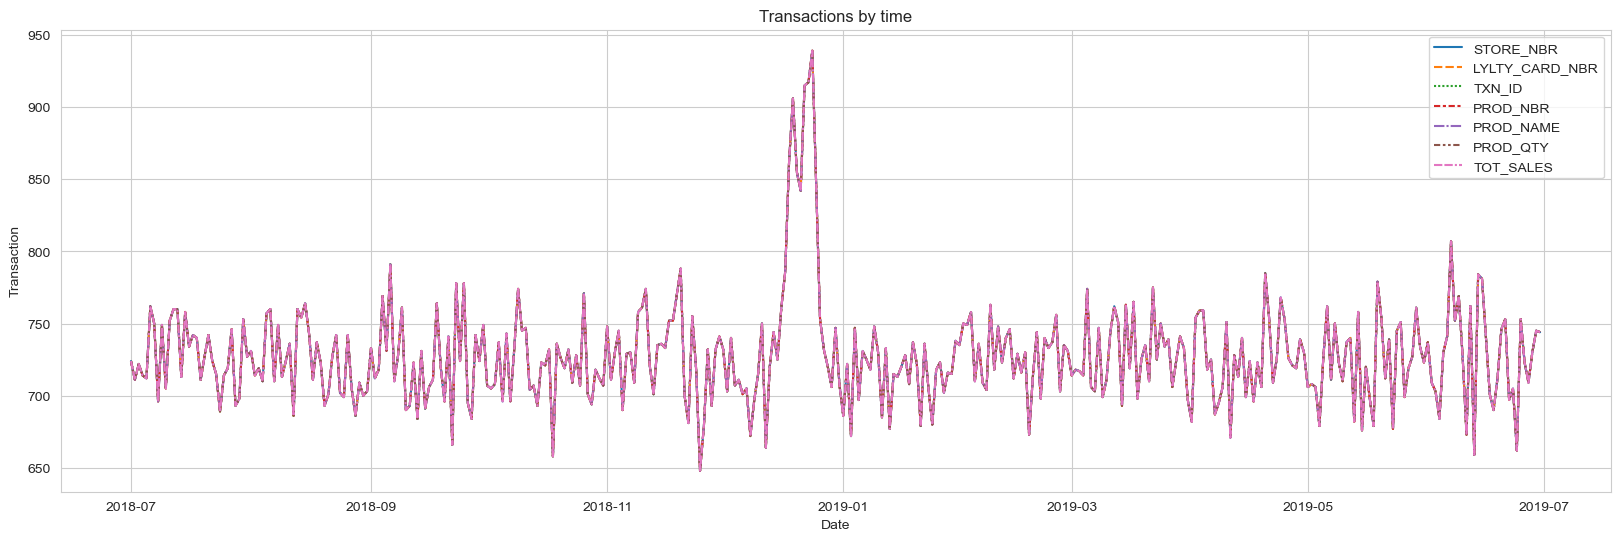 Transactions by time
950
900
850
800
750
700
650
Transaction
2018-07
2018-09
2018-11
2019-01
2019-03
2019-05
2019-07
Date
STORE_NBR
LYLTY_CARD_NBR
TXN_ID
PROD_NBR
PROD_NAME
PROD_QTY
TOT_SALES